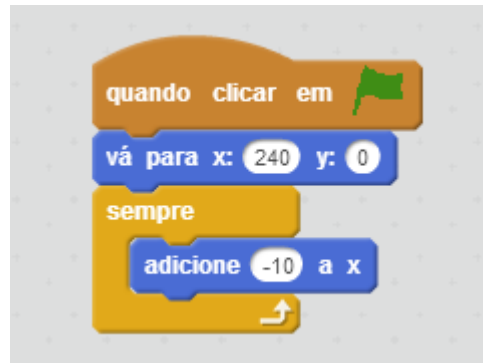 quando clicar em
vá para x: 240 y: 0
sempre
adicione -10 a x